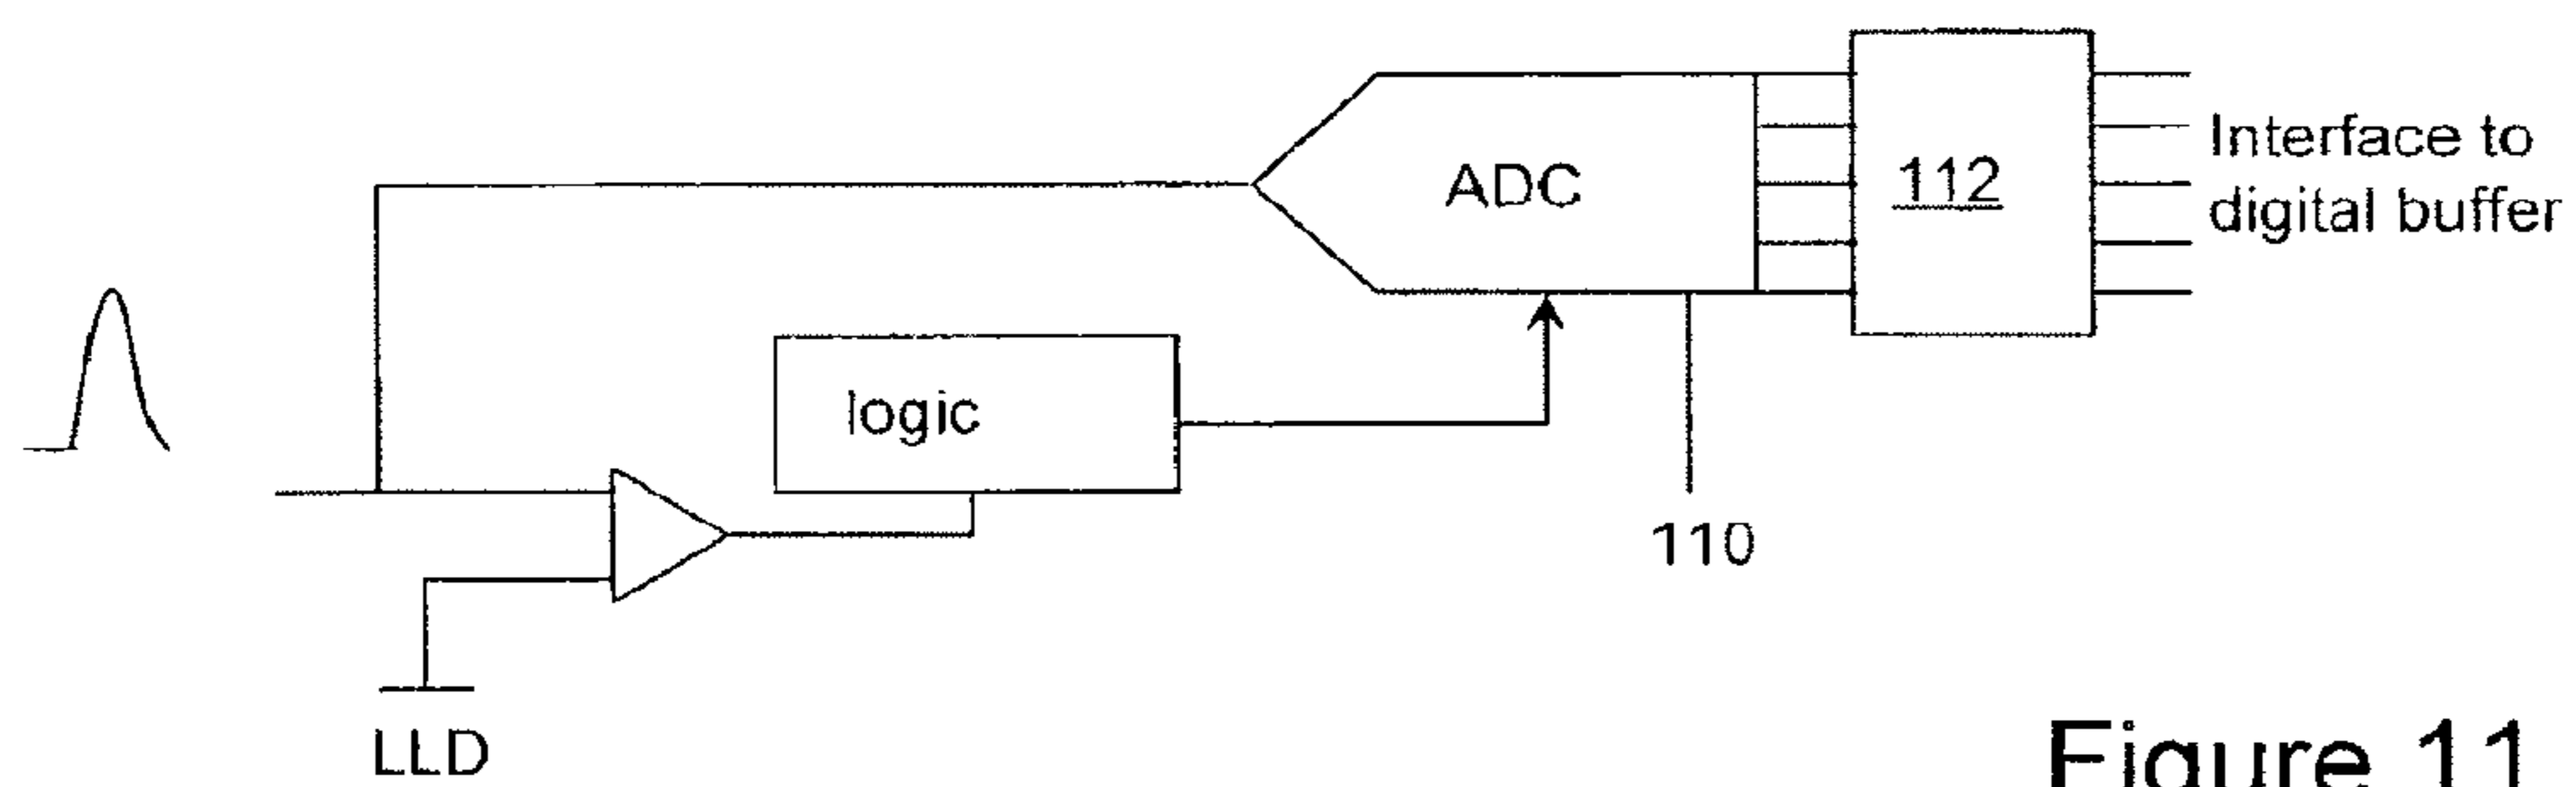 ADC
112
Interface to
digital buffer
logic
110
LLD
Figure 11